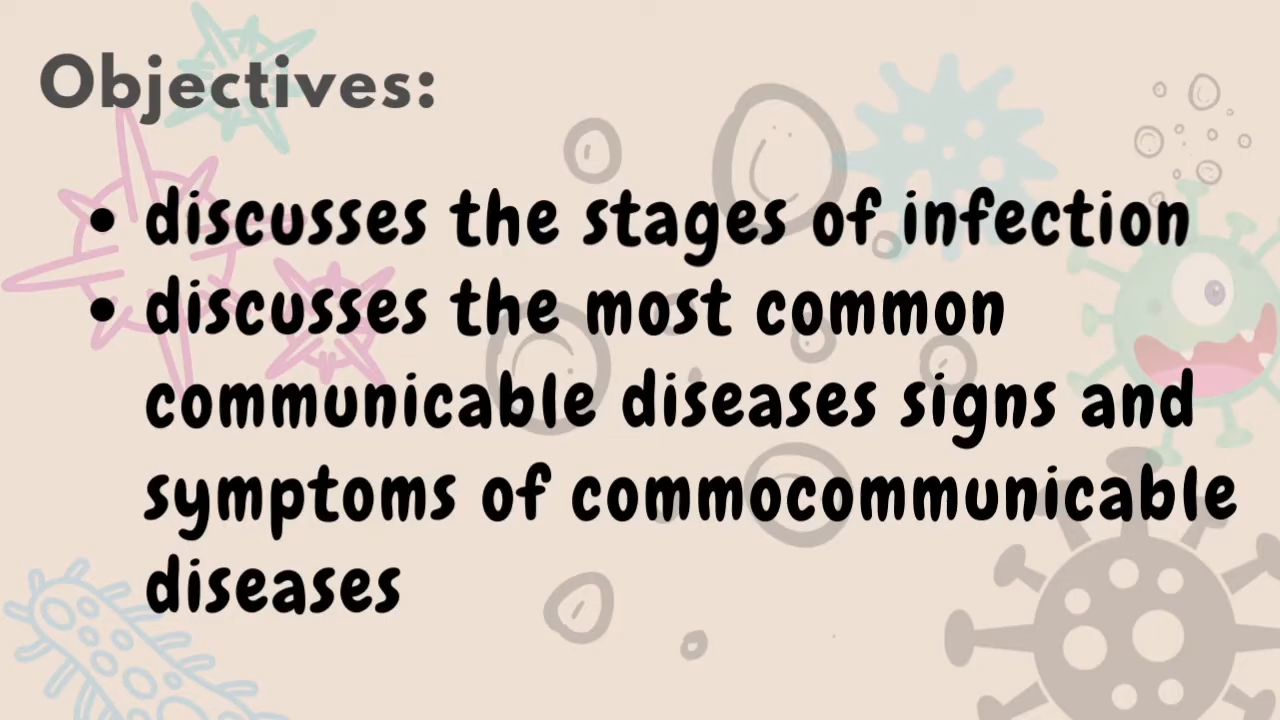 Objectives:
• discusses the stages of infection
• discusses the most common
communicable diseases signs and
symptoms of commocommunicable
diseases